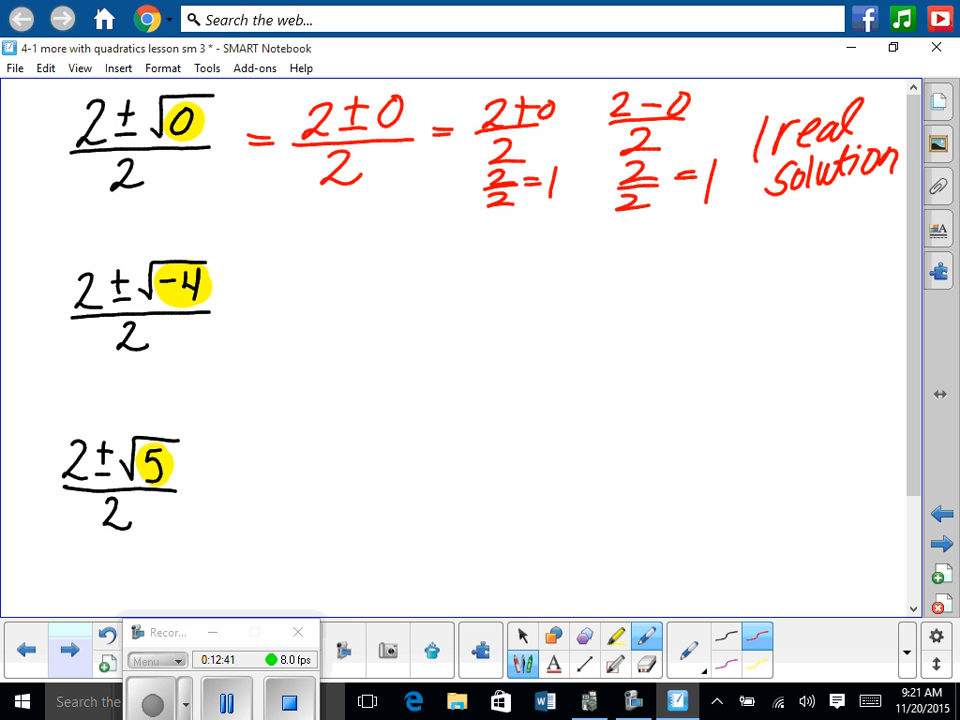 Search the web...
4-1 more with quadratics lesson sm 3 * - SMART Notebook
File Edit View Insert Format Tools Add-ons Help
2 ± √0 / 2 = 2 ± 0 / 2 = 2 + 0 / 2 2 - 0 / 2 1 real
2/2 = 1 2/2 = 1 solution
2 ± √-4 / 2
2 ± √5 / 2
Recor...
Menu 0:12:41 8.0 fps
Search the
9:21 AM
11/20/2015